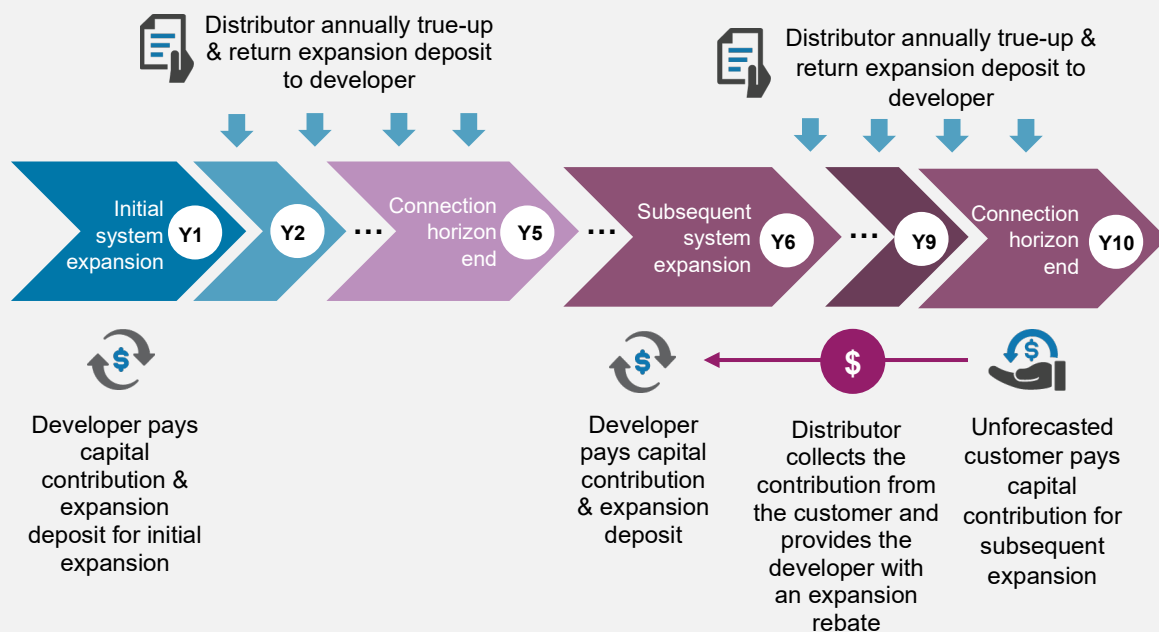 Distributor annually true-up
& return expansion deposit
to developer
Distributor annually true-up &
return expansion deposit to
developer
Initial
system
expansion
Y1
Y2
...
Connection
horizon
end
Y5
...
Subsequent
system
expansion
Y6
...
Y9
Connection
horizon
end
Y10
$
Developer pays
capital
contribution &
expansion
deposit for initial
expansion
$
Developer
pays capital
contribution
& expansion
deposit
$
Distributor
collects the
contribution from
the customer and
provides the
developer with
an expansion
rebate
$
Unforecasted
customer pays
capital
contribution for
subsequent
expansion